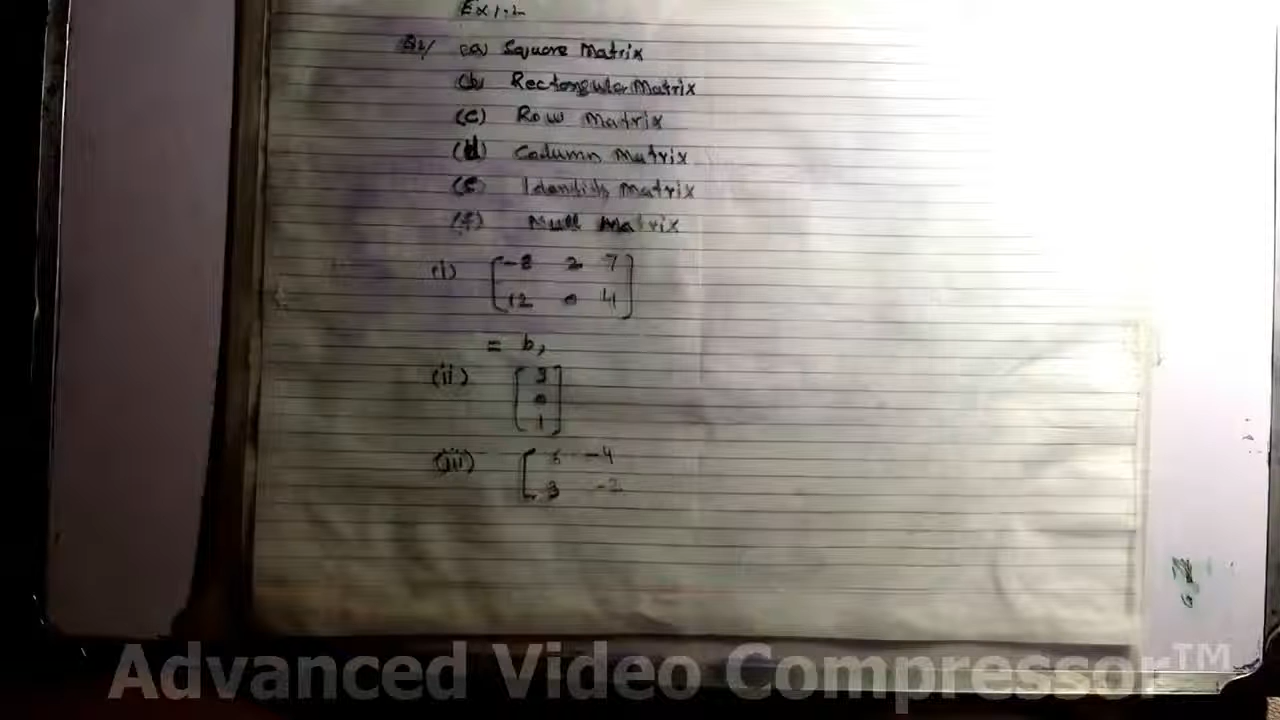 Ex 1.2
Q2/ (a) Square Matrix
(b) Rectangular Matrix
(c) Row Matrix
(d) Column Matrix
(e) Identity Matrix
(f) Null Matrix
(i) [-8 2 7
12 0 4]
= b,
(ii) [3
0
1]
(iii) [ -4
3 -2
Advanced Video Compressor™